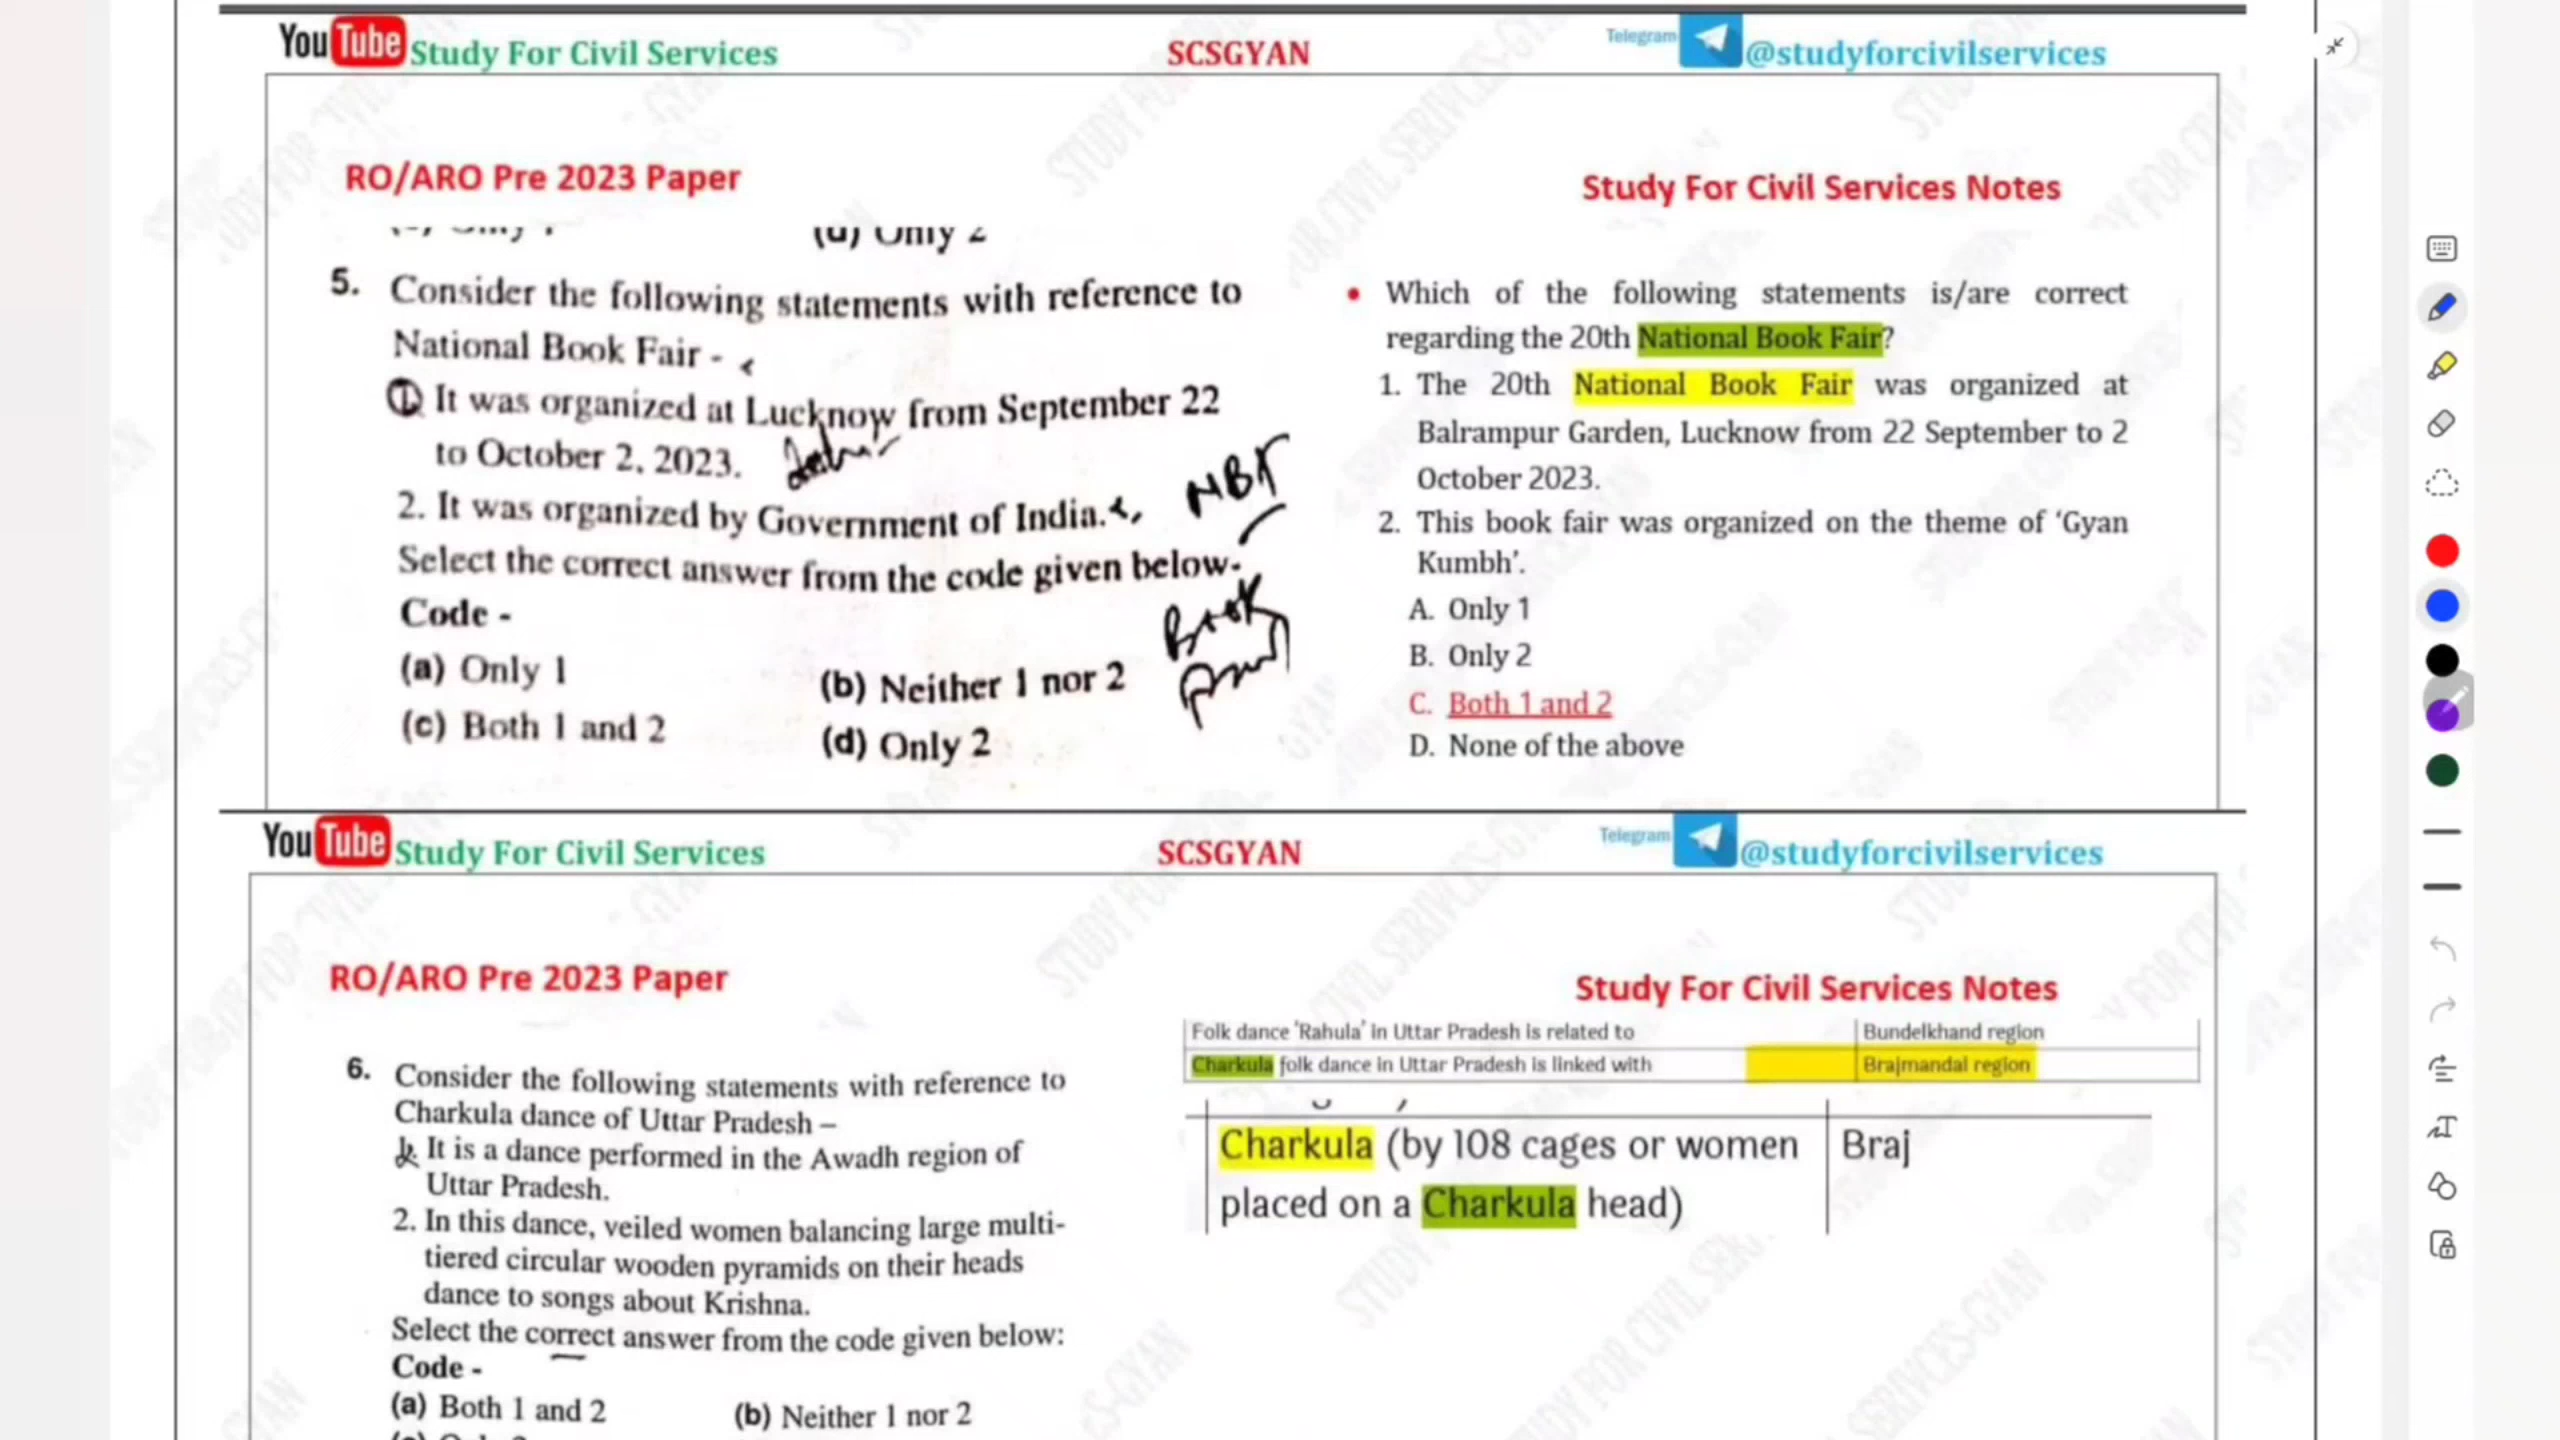 YouTube Study For Civil Services SCSGYAN Telegram @studyforcivilservices
RO/ARO Pre 2023 Paper
(d) Only 2
5. Consider the following statements with reference to
National Book Fair -
1. It was organized at Lucknow from September 22
to October 2, 2023.
2. It was organized by Government of India.
NBT
Select the correct answer from the code given below-
Code -
Book
(a) Only 1
(b) Neither 1 nor 2
(c) Both 1 and 2
(d) Only 2
Study For Civil Services Notes
• Which of the following statements is/are correct
regarding the 20th National Book Fair?
1. The 20th National Book Fair was organized at
Balrampur Garden, Lucknow from 22 September to 2
October 2023.
2. This book fair was organized on the theme of ‘Gyan
Kumbh’.
A. Only 1
B. Only 2
C. Both 1 and 2
D. None of the above
YouTube Study For Civil Services SCSGYAN Telegram @studyforcivilservices
RO/ARO Pre 2023 Paper
6. Consider the following statements with reference to
Charkula dance of Uttar Pradesh –
1. It is a dance performed in the Awadh region of
Uttar Pradesh.
2. In this dance, veiled women balancing large multi-
tiered circular wooden pyramids on their heads
dance to songs about Krishna.
Select the correct answer from the code given below:
Code -
(a) Both 1 and 2
(b) Neither 1 nor 2
Study For Civil Services Notes
Folk dance 'Rahula' in Uttar Pradesh is related to Bundelkhand region
Charkula folk dance in Uttar Pradesh is linked with Brajmandal region
Charkula (by 108 cages or women Braj
placed on a Charkula head)